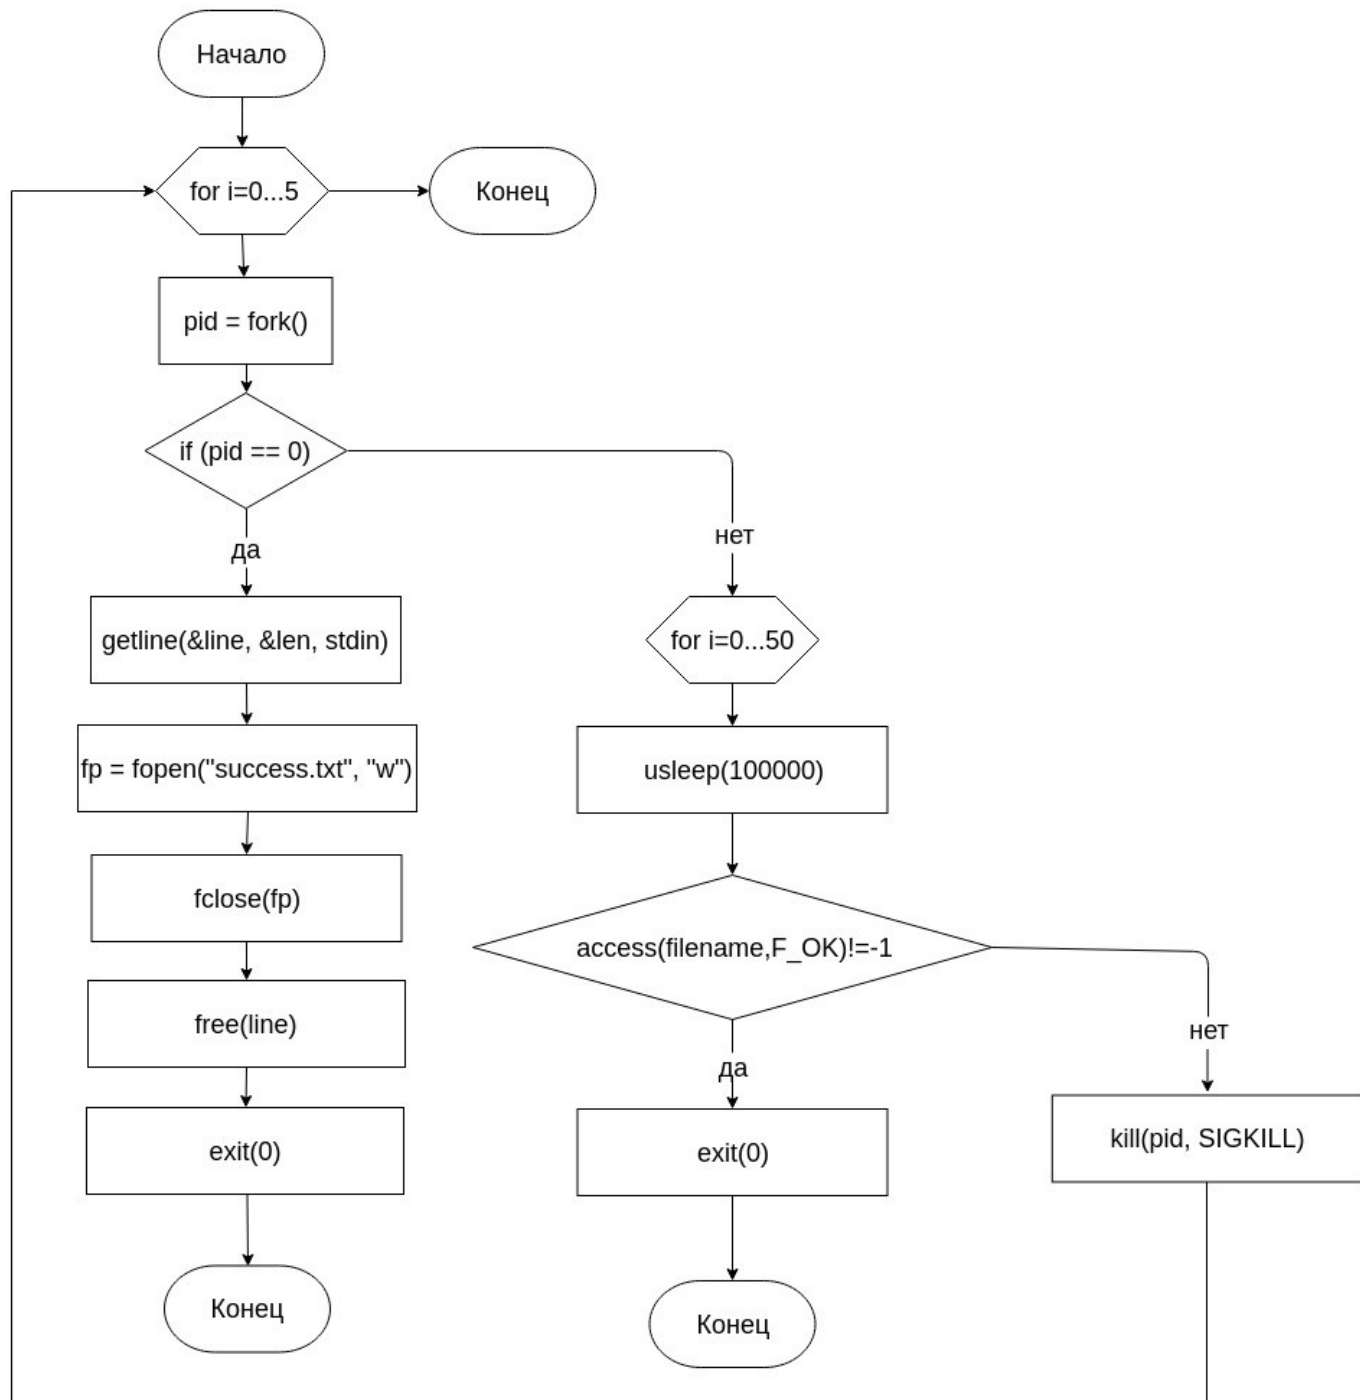 Начало
for i=0...5
Конец
pid = fork()
if (pid == 0)
да
нет
getline(&line, &len, stdin)
for i=0...50
fp = fopen("success.txt", "w")
usleep(100000)
fclose(fp)
access(filename,F_OK)!=-1
free(line)
нет
да
exit(0)
exit(0)
kill(pid, SIGKILL)
Конец
Конец